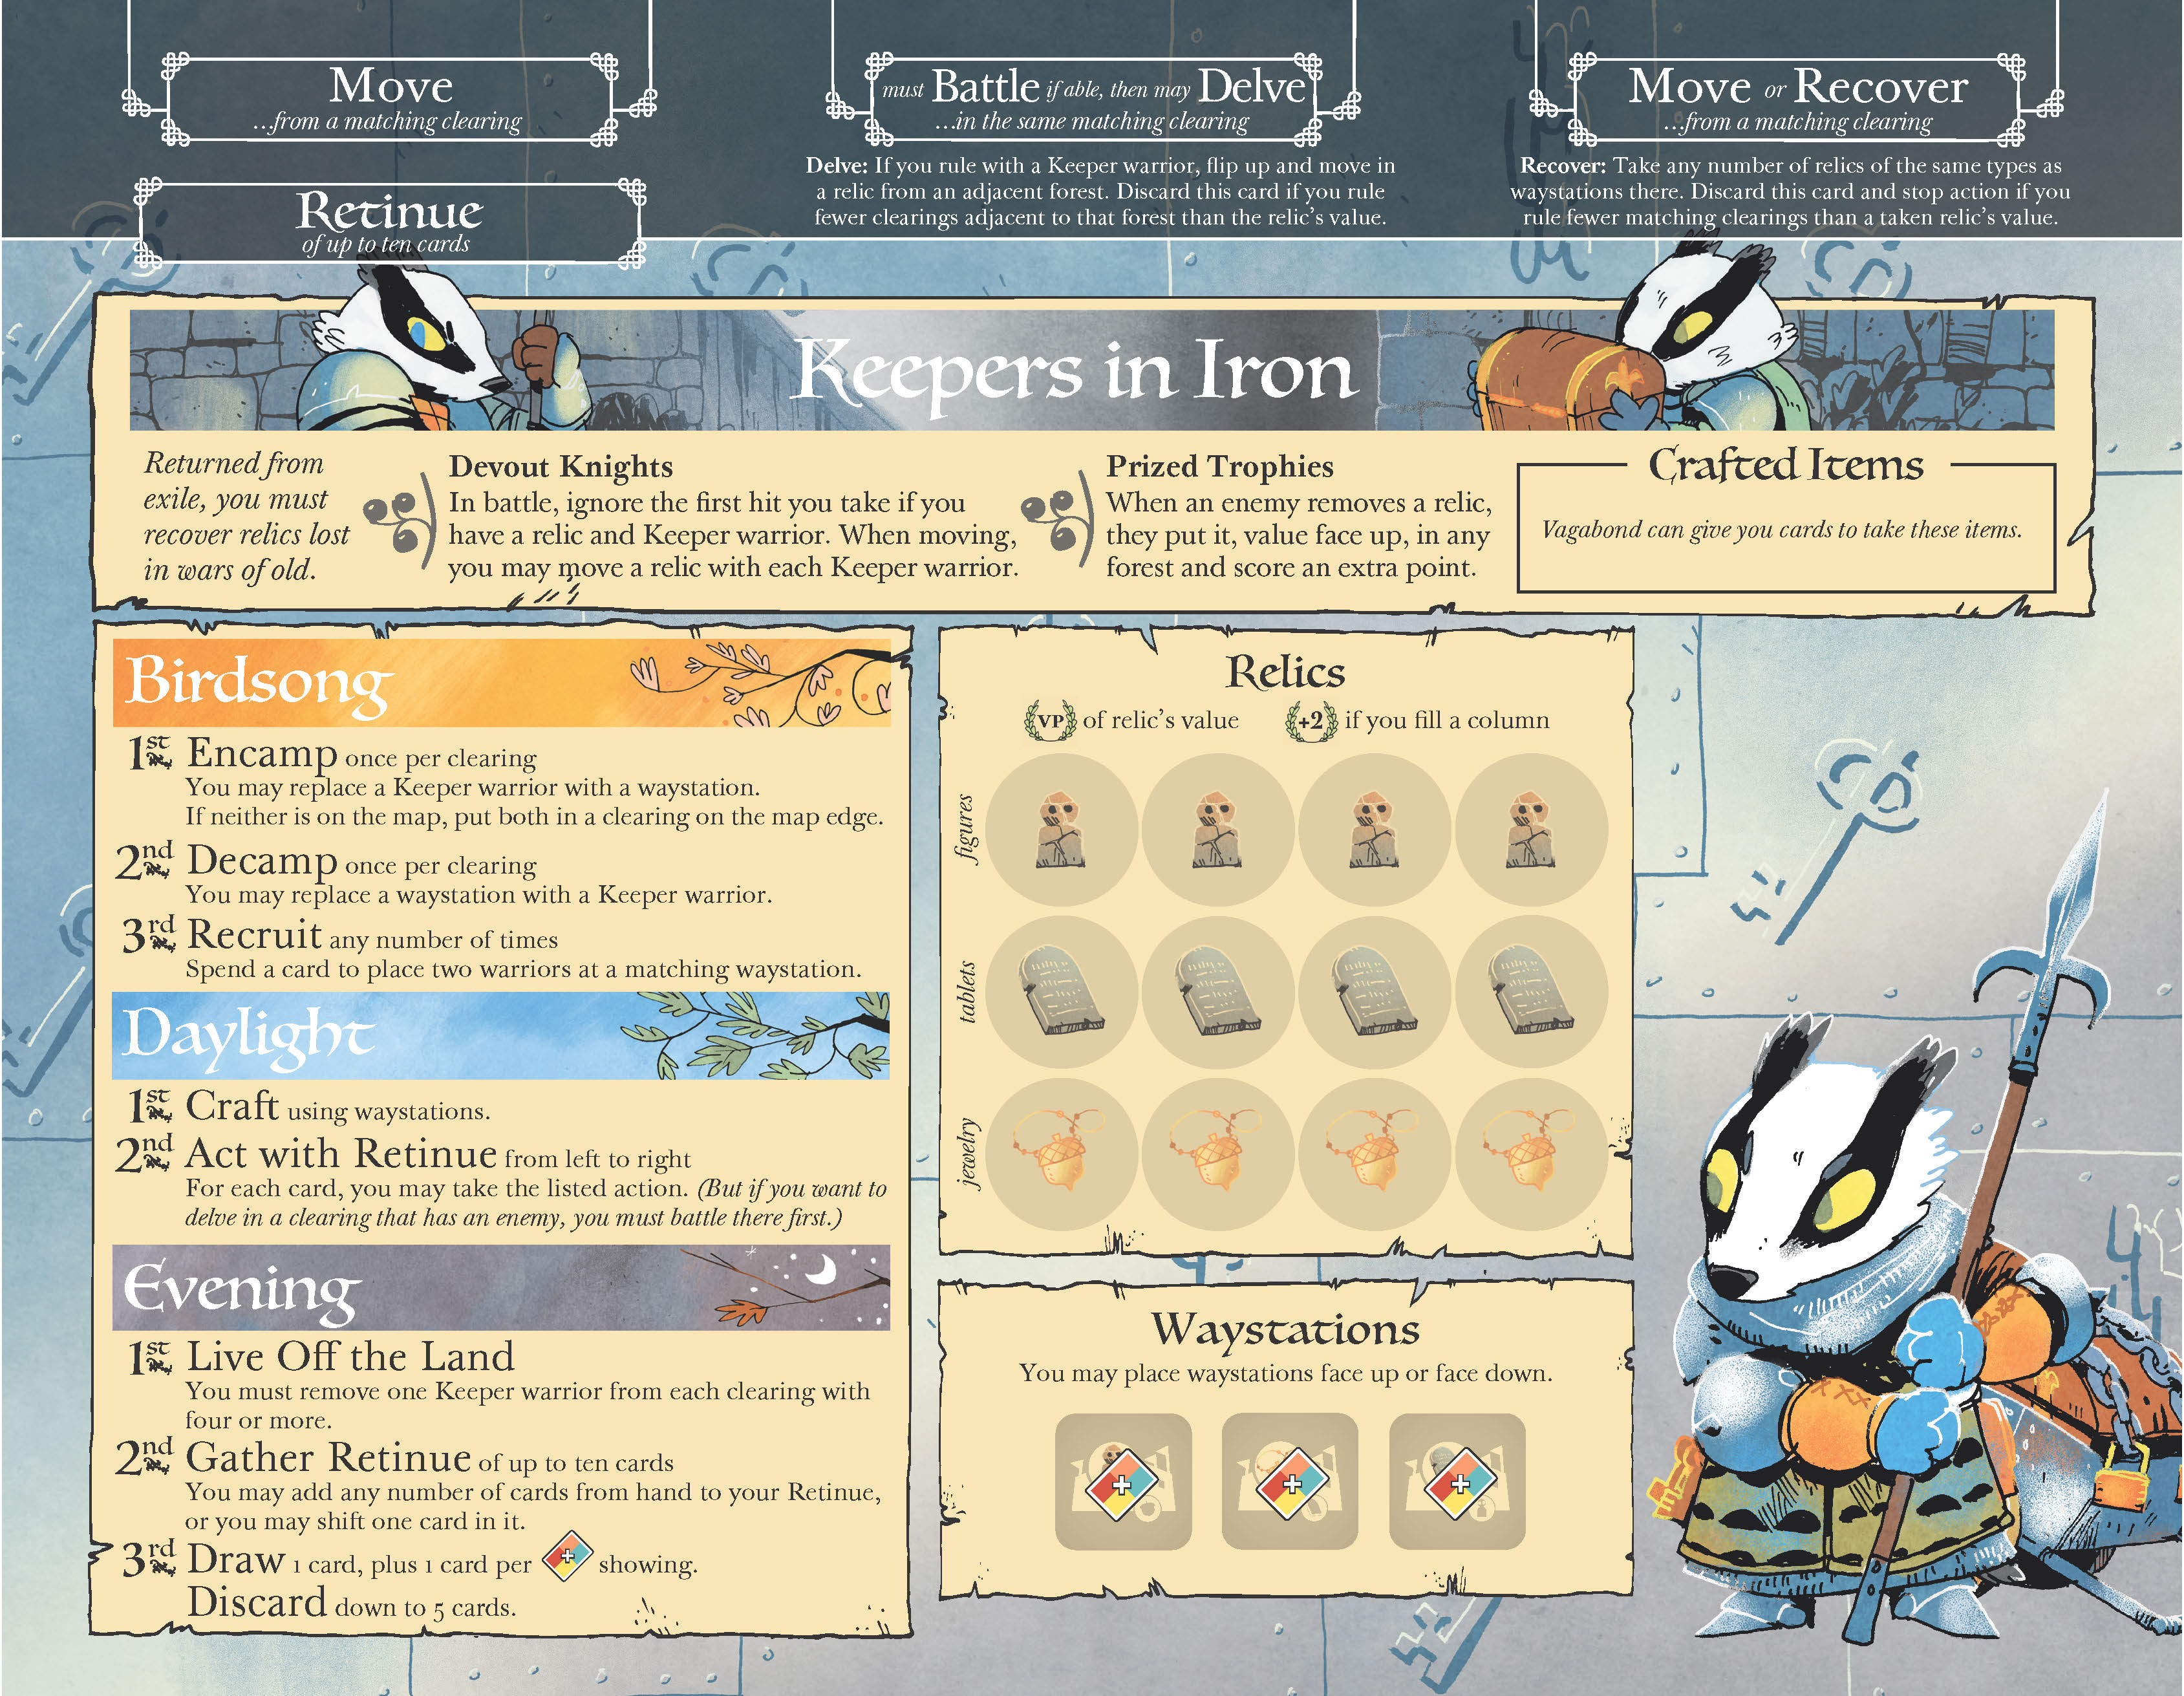 Move
...from a matching clearing
Retinue
of up to ten cards
must Battle if able, then may Delve
...in the same matching clearing
Delve: If you rule with a Keeper warrior, flip up and move in
a relic from an adjacent forest. Discard this card if you rule
fewer clearings adjacent to that forest than the relic's value.
Move or Recover
...from a matching clearing
Recover: Take any number of relics of the same types as
waystations there. Discard this card and stop action if you
rule fewer matching clearings than a taken relic's value.
Keepers in Iron
Returned from
exile, you must
recover relics lost
in wars of old.
Devout Knights
In battle, ignore the first hit you take if you
have a relic and Keeper warrior. When moving,
you may move a relic with each Keeper warrior.
Prized Trophies
When an enemy removes a relic,
they put it, value face up, in any
forest and score an extra point.
Crafted Items
Vagabond can give you cards to take these items.
Birdsong
1st Encamp once per clearing
You may replace a Keeper warrior with a waystation.
If neither is on the map, put both in a clearing on the map edge.
2nd Decamp once per clearing
You may replace a waystation with a Keeper warrior.
3rd Recruit any number of times
Spend a card to place two warriors at a matching waystation.
Daylight
1st Craft using waystations.
2nd Act with Retinue from left to right
For each card, you may take the listed action. (But if you want to
delve in a clearing that has an enemy, you must battle there first.)
Evening
1st Live Off the Land
You must remove one Keeper warrior from each clearing with
four or more.
2nd Gather Retinue of up to ten cards
You may add any number of cards from hand to your Retinue,
or you may shift one card in it.
3rd Draw 1 card, plus 1 card per + showing.
Discard down to 5 cards.
Relics
VP of relic's value +2 if you fill a column
figures
tablets
jewelry
Waystations
You may place waystations face up or face down.
+ + +